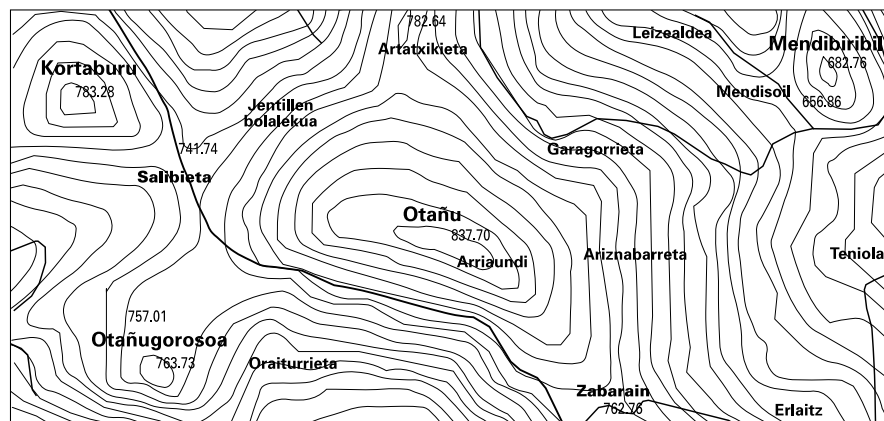 782.64
Artatxikieta
Leizealdea
Mendibiribil
682.76
Kortaburu
783.28
Mendisoil
656.86
Jentillen
bolalekua
741.74
Garagorrieta
Salibieta
Otañu
837.70
Arriaundi
Ariznabarreta
Teniola
757.01
Otañugorosoa
763.73
Oraiturrieta
Zabarain
762.76
Erlaitz